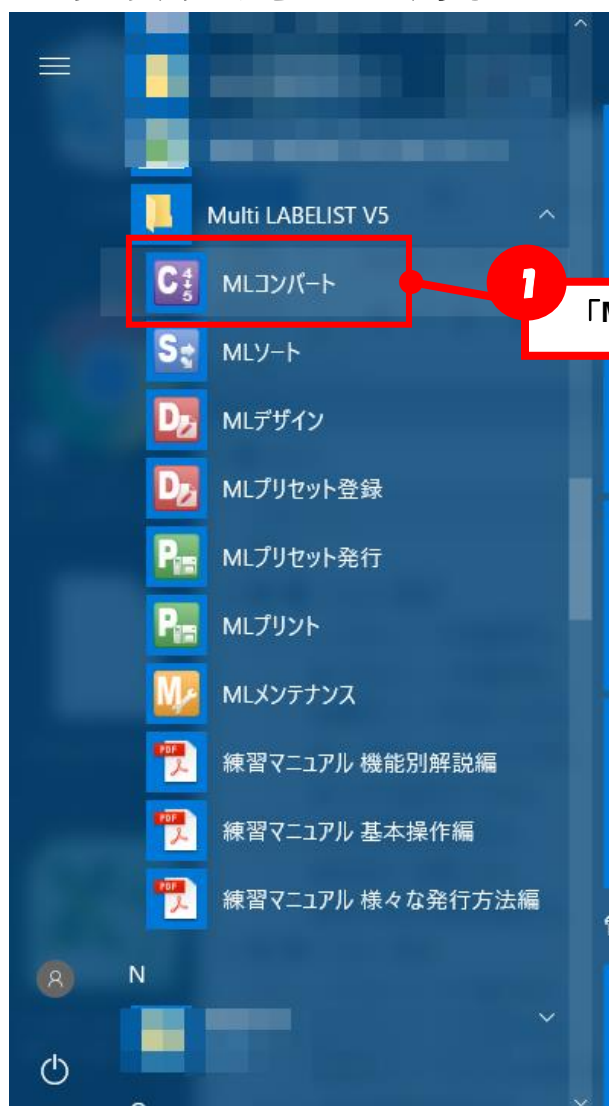 Multi LABELIST V5
MLコンバート
1
「M
MLソート
MLデザイン
MLプリセット登録
MLプリセット発行
MLプリント
MLメンテナンス
練習マニュアル 機能別解説編
練習マニュアル 基本操作編
練習マニュアル 様々な発行方法編
N